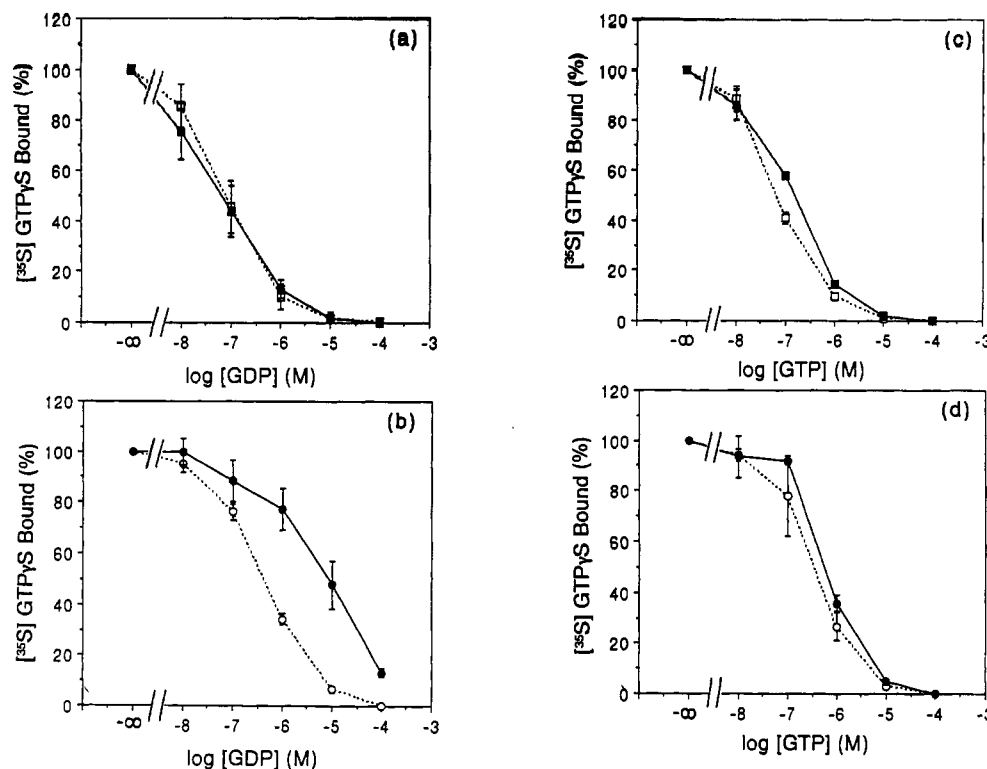 (a)
[³⁵S] GTPγS Bound (%)
120
100
80
60
40
20
0
-∞ -8 -7 -6 -5 -4 -3
log [GDP] (M)
(c)
[³⁵S] GTPγS Bound (%)
120
100
80
60
40
20
0
-∞ -8 -7 -6 -5 -4 -3
log [GTP] (M)
(b)
[³⁵S] GTPγS Bound (%)
120
100
80
60
40
20
0
-∞ -8 -7 -6 -5 -4 -3
log [GDP] (M)
(d)
[³⁵S] GTPγS Bound (%)
120
100
80
60
40
20
0
-∞ -8 -7 -6 -5 -4 -3
log [GTP] (M)